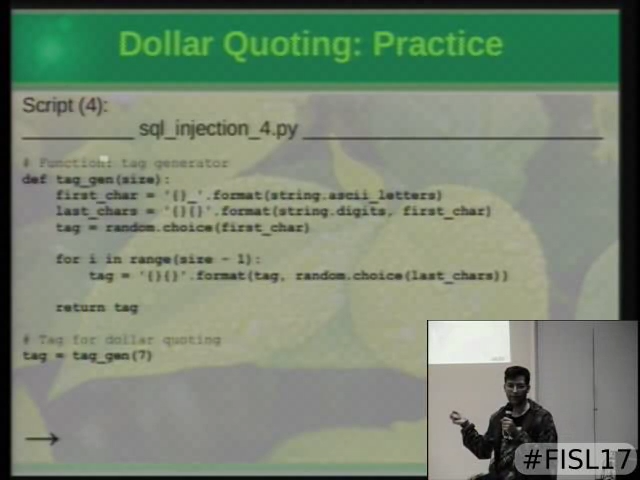 Dollar Quoting: Practice
Script (4):
__________ sql_injection_4.py ___________________________
# Function: tag generator
def tag_gen(size):
    first_char = '{}_'.format(string.ascii_letters)
    last_chars = '{}{}'.format(string.digits, first_char)
    tag = random.choice(first_char)
    for i in range(size - 1):
        tag = '{}{}'.format(tag, random.choice(last_chars))
    return tag
# Tag for dollar quoting
tag = tag_gen(7)
→
#FISL17